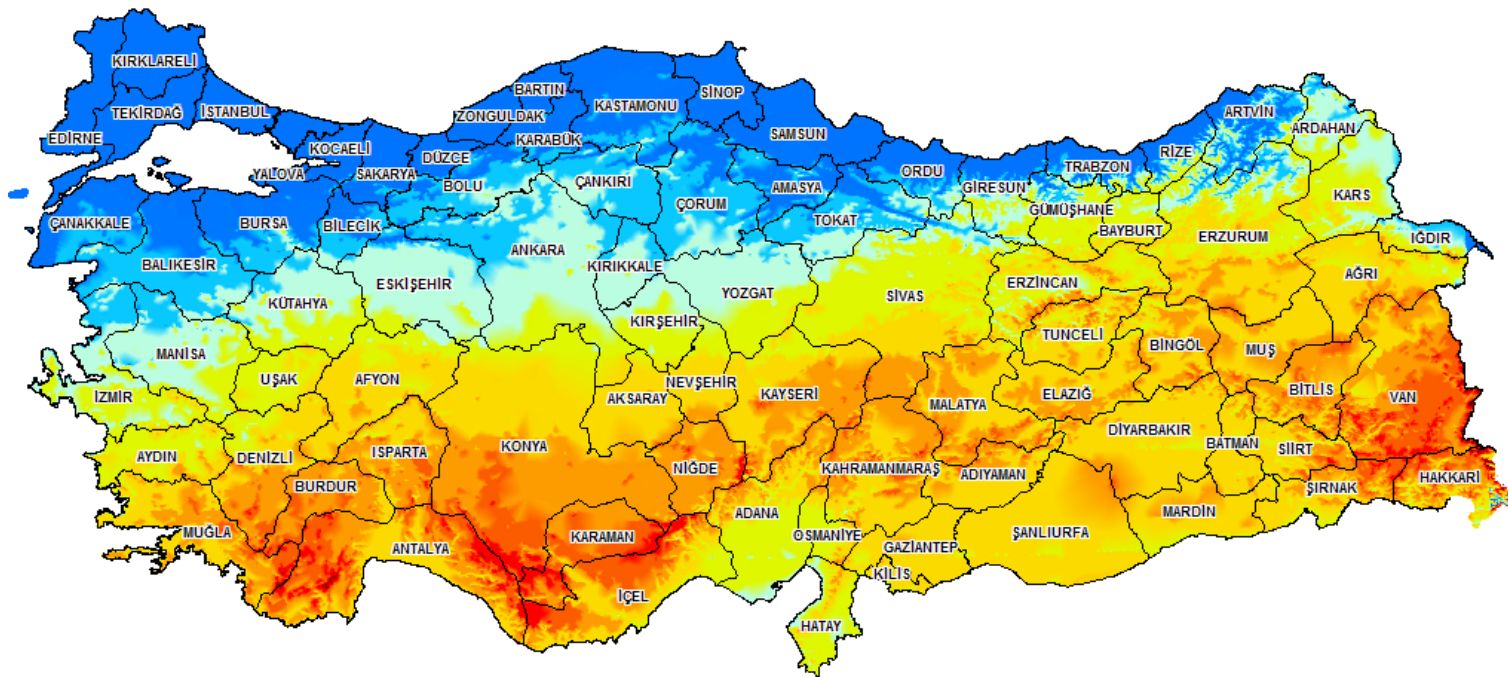 KIRKLARELİ
TEKİRDAĞ
İSTANBUL
EDİRNE
KOCAELİ
YALOVA
SAKARYA
DÜZCE
ZONGULDAK
BARTIN
KARABÜK
KASTAMONU
SİNOP
BOLU
ÇANKIRI
SAMSUN
AMASYA
ÇORUM
TOKAT
ORDU
GİRESUN
TRABZON
RİZE
ARTVİN
ARDAHAN
GÜMÜŞHANE
BAYBURT
ERZURUM
KARS
IĞDIR
AĞRI
ÇANAKKALE
BURSA
BİLECİK
BALIKESİR
KÜTAHYA
ESKİŞEHİR
ANKARA
KIRIKKALE
YOZGAT
KIRŞEHİR
SİVAS
ERZİNCAN
TUNCELİ
BİNGÖL
MUŞ
BİTLİS
VAN
MANİSA
UŞAK
AFYON
İZMİR
AKSARAY
NEVŞEHİR
KAYSERİ
MALATYA
ELAZIĞ
DİYARBAKIR
BATMAN
SİİRT
AYDIN
DENİZLİ
ISPARTA
KONYA
NİĞDE
KAHRAMANMARAŞ
ADIYAMAN
ŞIRNAK
HAKKARİ
BURDUR
MUĞLA
ANTALYA
KARAMAN
ADANA
OSMANİYE
GAZİANTEP
ŞANLIURFA
MARDİN
KİLİS
İÇEL
HATAY